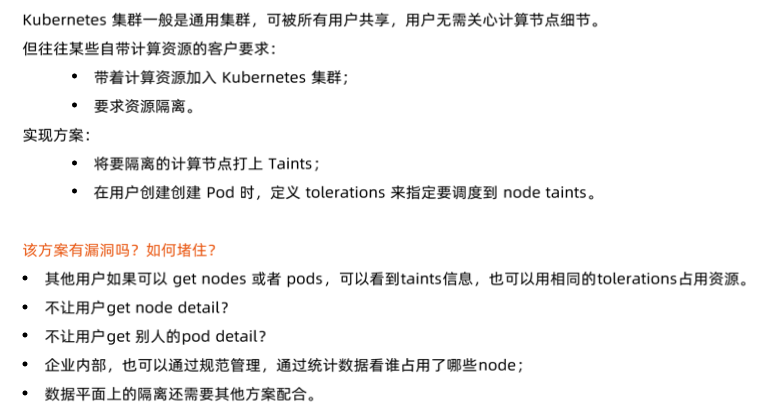 Kubernetes 集群一般是通用集群，可被所有用户共享，用户无需关心计算节点细节。
但往往某些自带计算资源的客户要求：
• 带着计算资源加入 Kubernetes 集群；
• 要求资源隔离。
实现方案：
• 将要隔离的计算节点打上 Taints；
• 在用户创建创建 Pod 时，定义 tolerations 来指定要调度到 node taints。
该方案有漏洞吗？如何堵住？
• 其他用户如果可以 get nodes 或者 pods，可以看到taints信息，也可以用相同的tolerations占用资源。
• 不让用户get node detail？
• 不让用户get 别人的pod detail？
• 企业内部，也可以通过规范管理，通过统计数据看谁占用了哪些node；
• 数据平面上的隔离还需要其他方案配合。